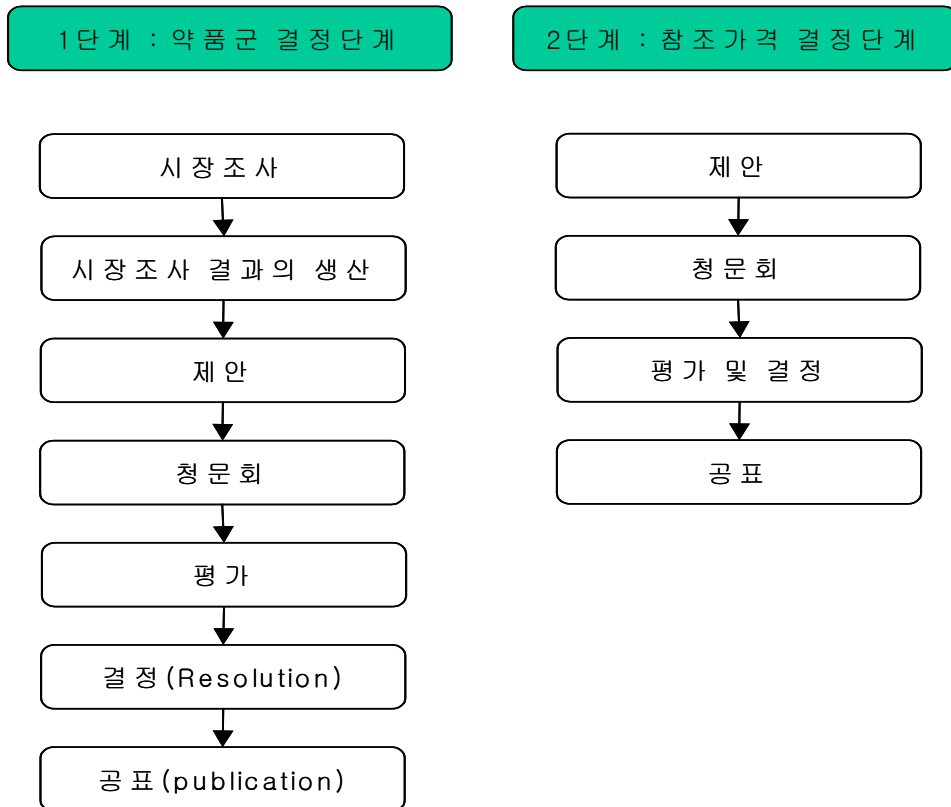 1단계 : 약품군 결정단계
시장조사
시장조사 결과의 생산
제안
청문회
평가
결정(Resolution)
공표(publication)
2단계 : 참조가격 결정단계
제안
청문회
평가 및 결정
공표